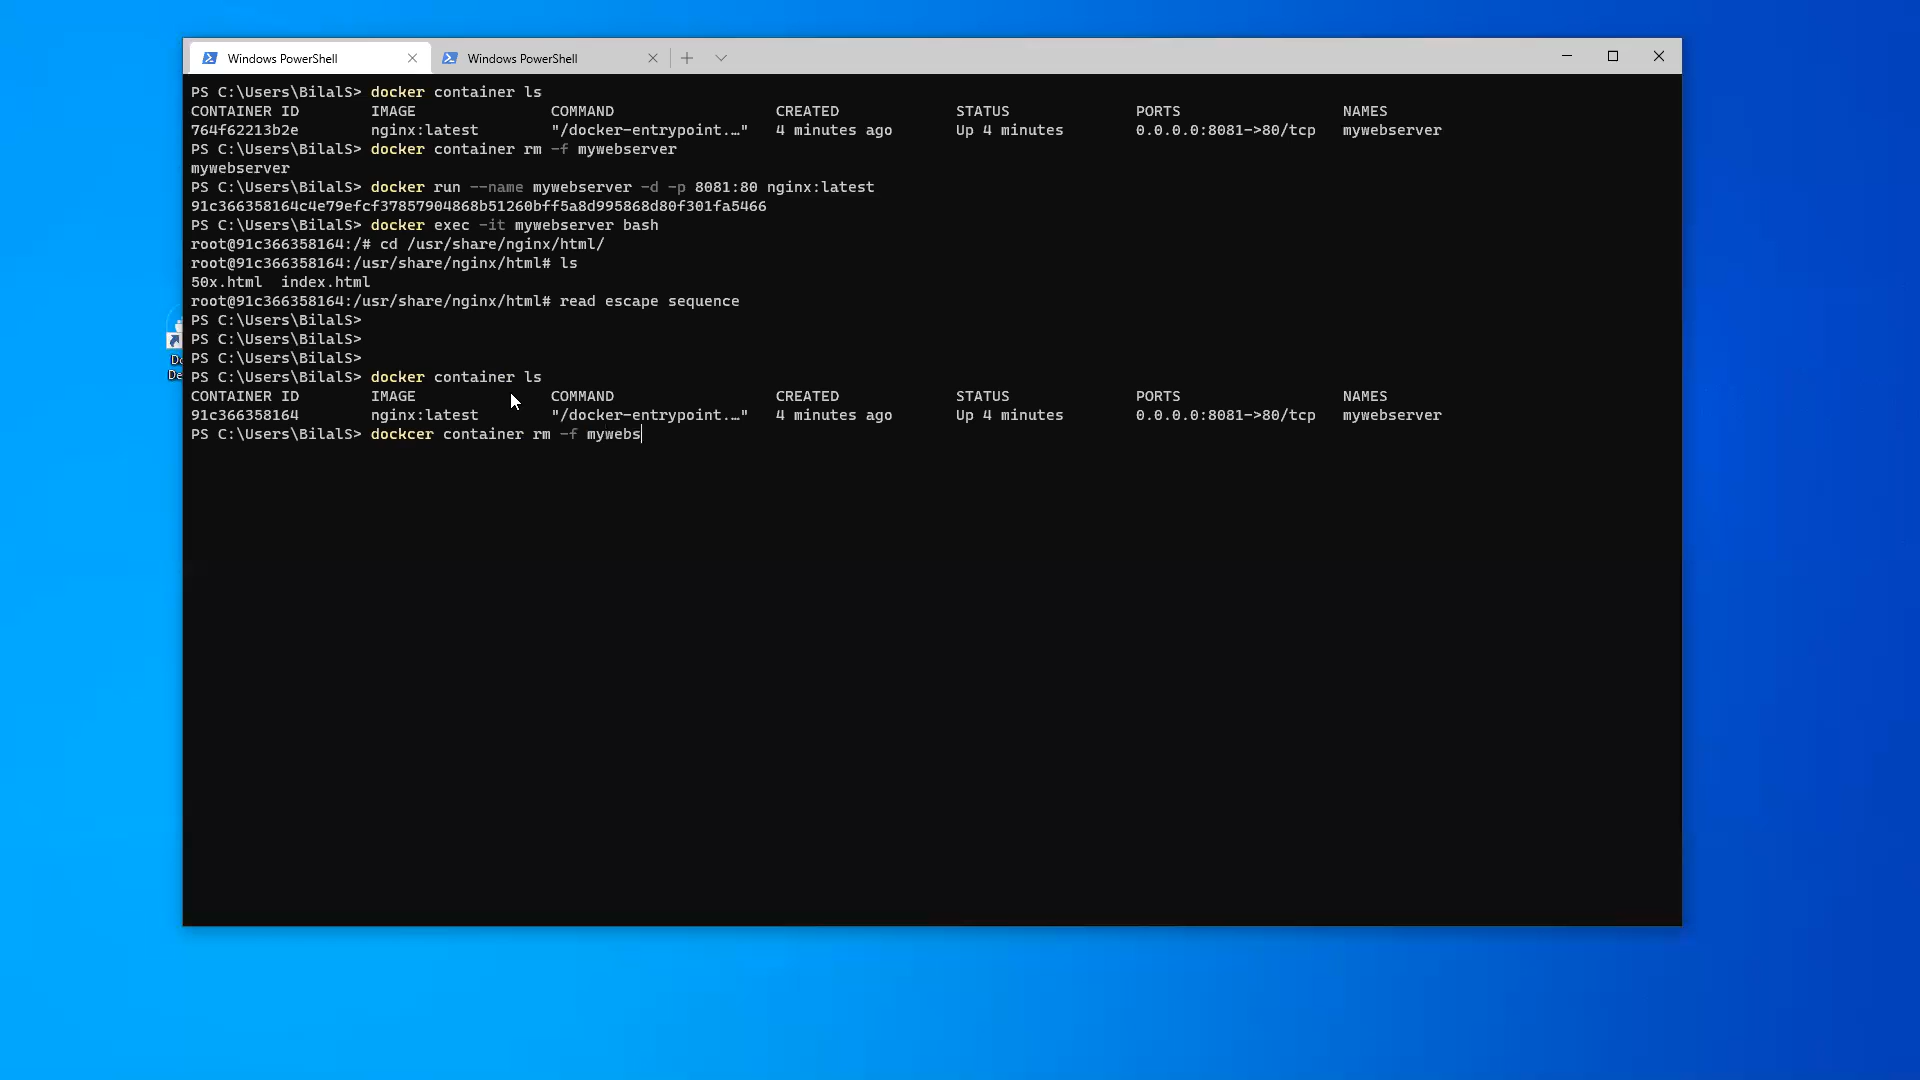 Windows PowerShell Windows PowerShell
PS C:\Users\BilalS> docker container ls
CONTAINER ID IMAGE COMMAND CREATED STATUS PORTS NAMES
764f62213b2e nginx:latest "/docker-entrypoint.…" 4 minutes ago Up 4 minutes 0.0.0.0:8081->80/tcp mywebserver
PS C:\Users\BilalS> docker container rm -f mywebserver
mywebserver
PS C:\Users\BilalS> docker run --name mywebserver -d -p 8081:80 nginx:latest
91c366358164c4e79efcf37857904868b51260bff5a8d995868d80f301fa5466
PS C:\Users\BilalS> docker exec -it mywebserver bash
root@91c366358164:/# cd /usr/share/nginx/html/
root@91c366358164:/usr/share/nginx/html# ls
50x.html index.html
root@91c366358164:/usr/share/nginx/html# read escape sequence
PS C:\Users\BilalS>
PS C:\Users\BilalS>
PS C:\Users\BilalS>
PS C:\Users\BilalS> docker container ls
CONTAINER ID IMAGE COMMAND CREATED STATUS PORTS NAMES
91c366358164 nginx:latest "/docker-entrypoint.…" 4 minutes ago Up 4 minutes 0.0.0.0:8081->80/tcp mywebserver
PS C:\Users\BilalS> dockcer container rm -f mywebs